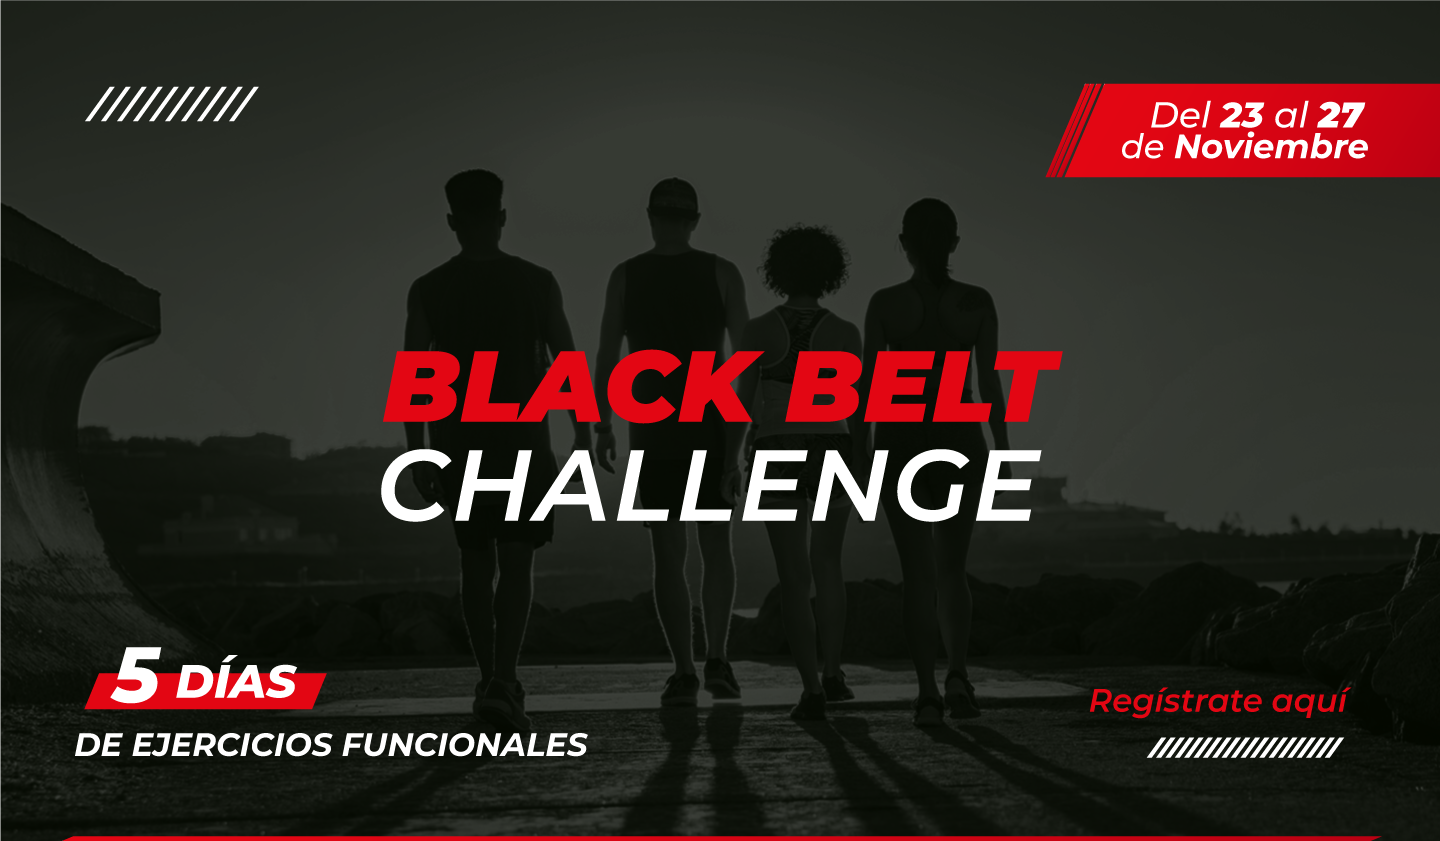 Del 23 al 27
de Noviembre
BLACK BELT
CHALLENGE
5 DÍAS
DE EJERCICIOS FUNCIONALES
Regístrate aquí